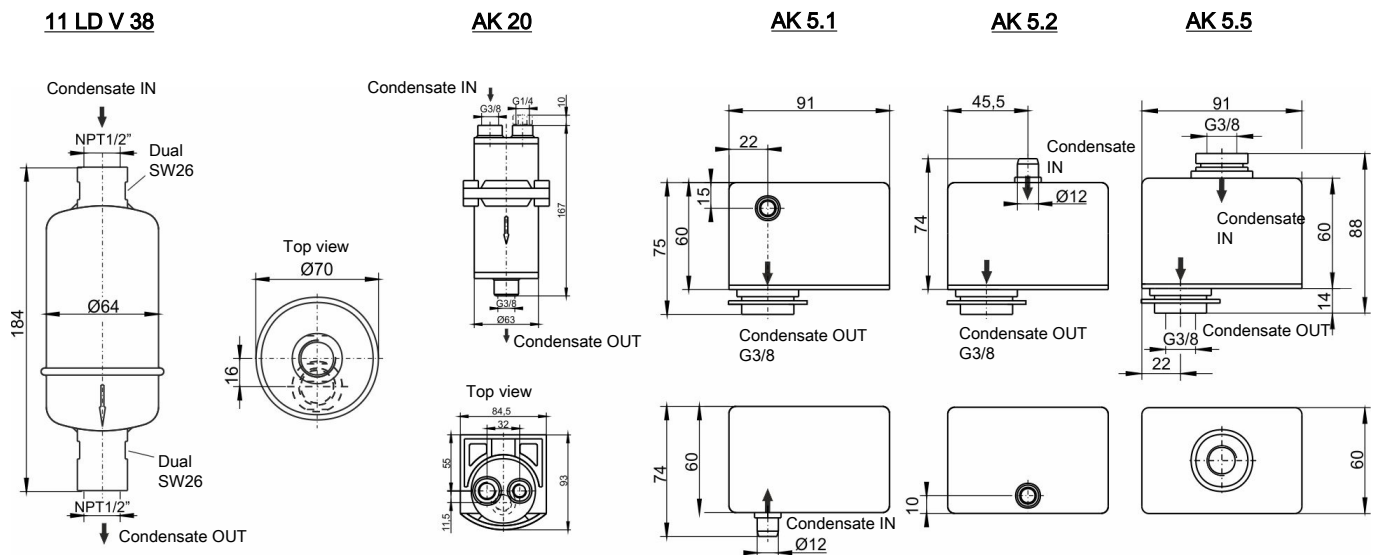 11 LD V 38
Condensate IN
NPT1/2"
Dual
SW26
184
Ø64
Dual
SW26
NPT1/2"
Condensate OUT
Top view
Ø70
16
AK 20
Condensate IN
G3/8
G1/4
10
167
G3/8
Ø63
Condensate OUT
Top view
84,5
32
55
11,5
93
AK 5.1
91
22
15
60
75
Condensate OUT
G3/8
74
60
Condensate IN
Ø12
AK 5.2
45,5
Condensate
IN
Ø12
74
Condensate OUT
G3/8
10
AK 5.5
91
G3/8
Condensate
IN
60
88
14
G3/8
Condensate OUT
22
60